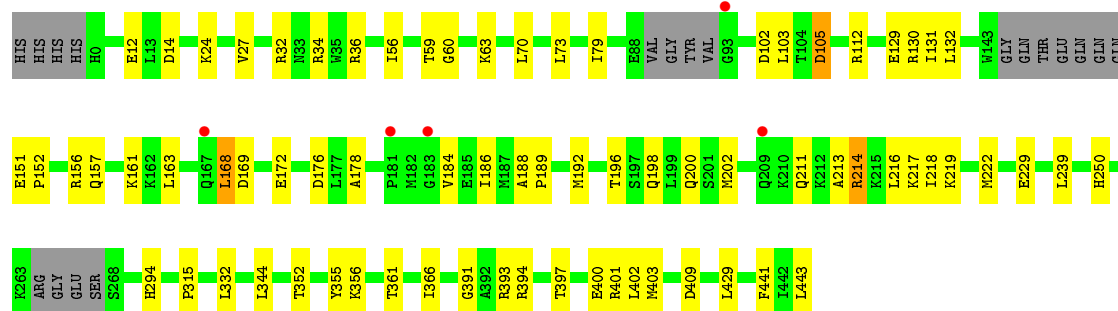 HIS HIS HIS HIS H0 E12 L13 D14 K24 V27 R32 N33 R34 W35 R36 I56 T59 G60 K63 L70 L73 I79 E88 VAL GLY TYR VAL G93 D102 L103 T104 D105 R112 E129 R130 I131 L132 W143 GLY GLN THR GLU GLN GLN GLN
E151 P152 R156 Q157 K161 K162 L163 Q167 L168 D169 E172 D176 L177 A178 P181 M182 G183 V184 E185 I186 M187 A188 P189 M192 T196 S197 Q198 L199 Q200 S201 M202 Q209 K210 Q211 K212 A213 R214 K215 L216 K217 I218 K219 M222 E229 L239 H250
K263 ARG GLY GLU SER S268 H294 P315 L332 L344 T352 Y355 K356 T361 I366 G391 A392 R393 R394 T397 E400 R401 L402 M403 D409 L429 F441 I442 L443